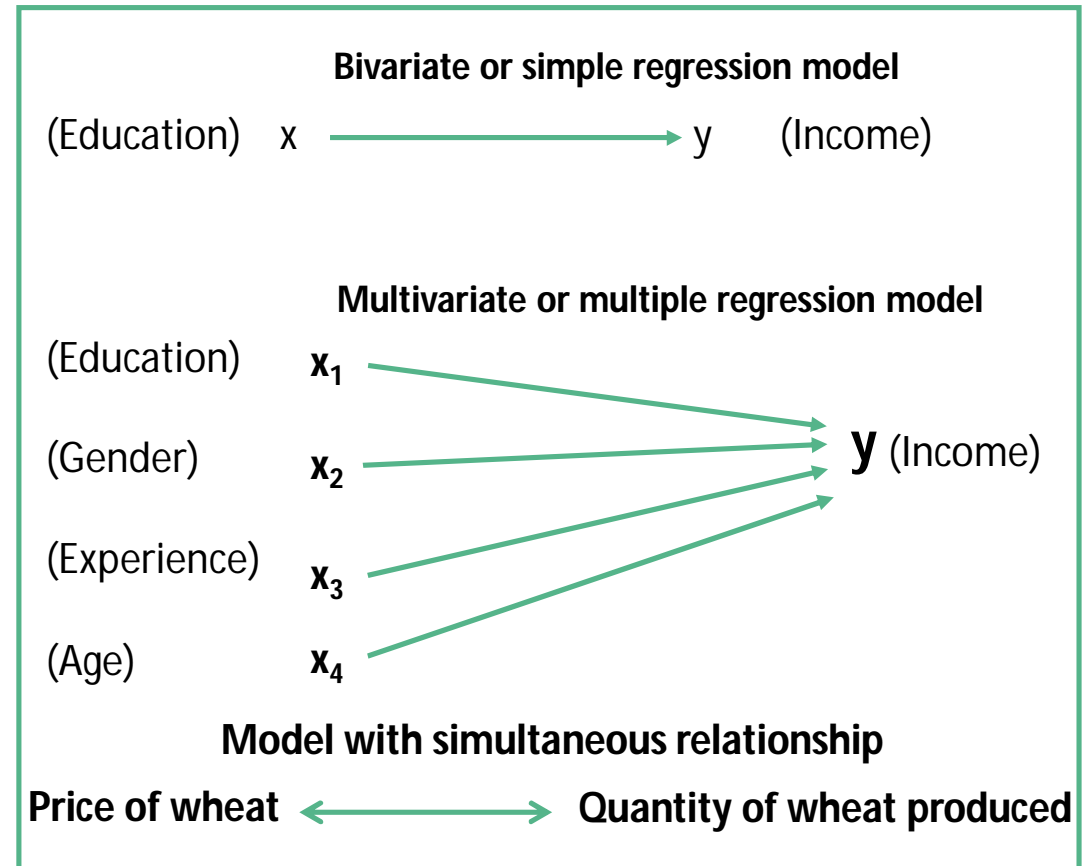 Bivariate or simple regression model
(Education) x y (Income)
Multivariate or multiple regression model
(Education) x₁
(Gender) x₂ y (Income)
(Experience) x₃
(Age) x₄
Model with simultaneous relationship
Price of wheat Quantity of wheat produced